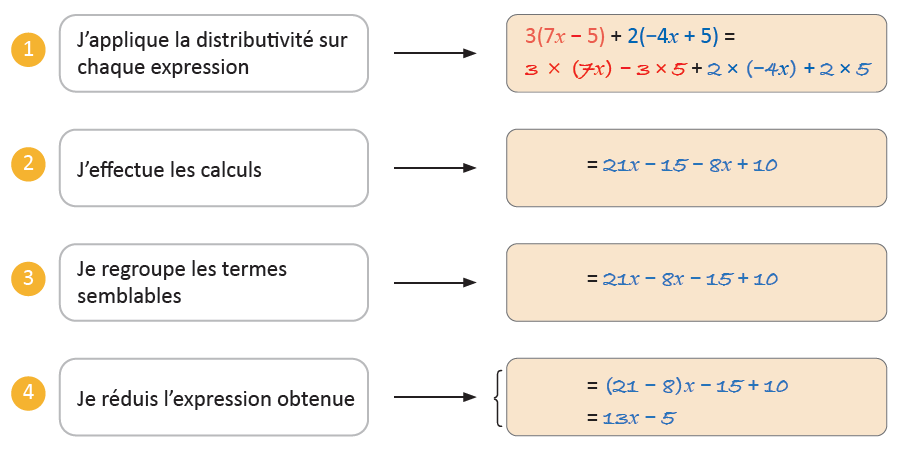 1
J’applique la distributivité sur
chaque expression
3(7x – 5) + 2(–4x + 5) =
3 × (7x) – 3 × 5 + 2 × (–4x) + 2 × 5
2
J’effectue les calculs
= 21x – 15 – 8x + 10
3
Je regroupe les termes
semblables
= 21x – 8x – 15 + 10
4
Je réduis l’expression obtenue
= (21 – 8)x – 15 + 10
= 13x – 5